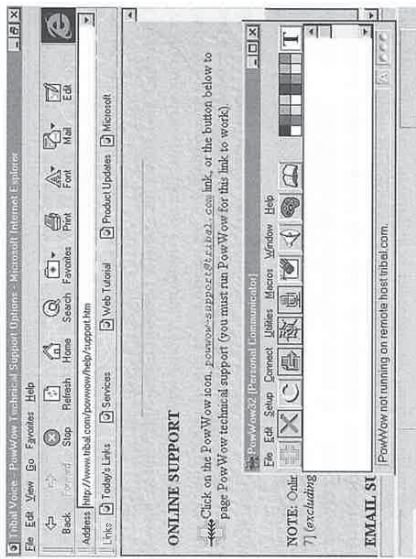 Tribal Voice - PowWow Technical Support Options - Microsoft Internet Explorer
File Edit View Go Favorites Help
Back Forward Stop Refresh Home Search Favorites Print Font Mail Edit
Address http://www.tribal.com/powwow/help/support.htm
Links Today's Links Services Web Tutorial Product Updates Microsoft
ONLINE SUPPORT
Click on the PowWow icon, powwow-support@tribal.com link, or the button below to
page PowWow technical support (you must run PowWow for this link to work).
NOTE: Onlin
7] (excluding
EMAIL SU
PowWow32 [Personal Communicator]
File Edit Setup Connect Utilities Macros Window Help
T
A
PowWow not running on remote host tribal.com.